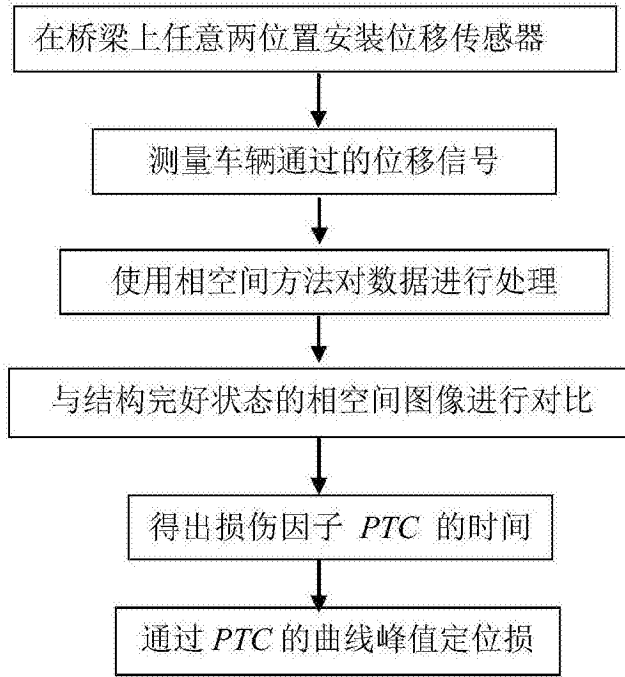 在桥梁上任意两位置安装位移传感器
测量车辆通过的位移信号
使用相空间方法对数据进行处理
与结构完好状态的相空间图像进行对比
得出损伤因子 PTC 的时间
通过 PTC 的曲线峰值定位损